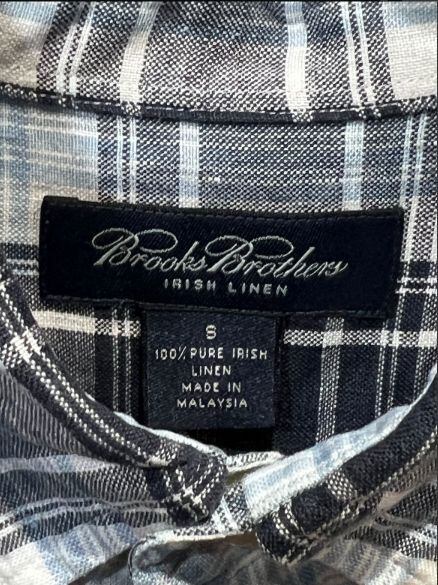 Brooks Brothers
IRISH LINEN
S
100% PURE IRISH
LINEN
MADE IN
MALAYSIA